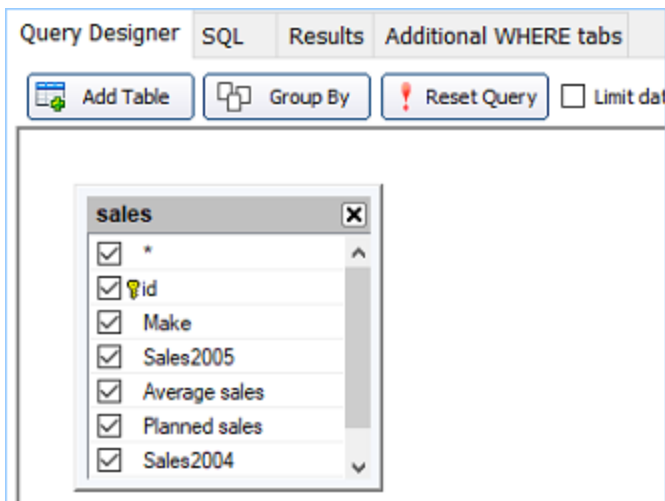 Query Designer SQL Results Additional WHERE tabs
Add Table Group By Reset Query Limit
sales
*
id
Make
Sales2005
Average sales
Planned sales
Sales2004